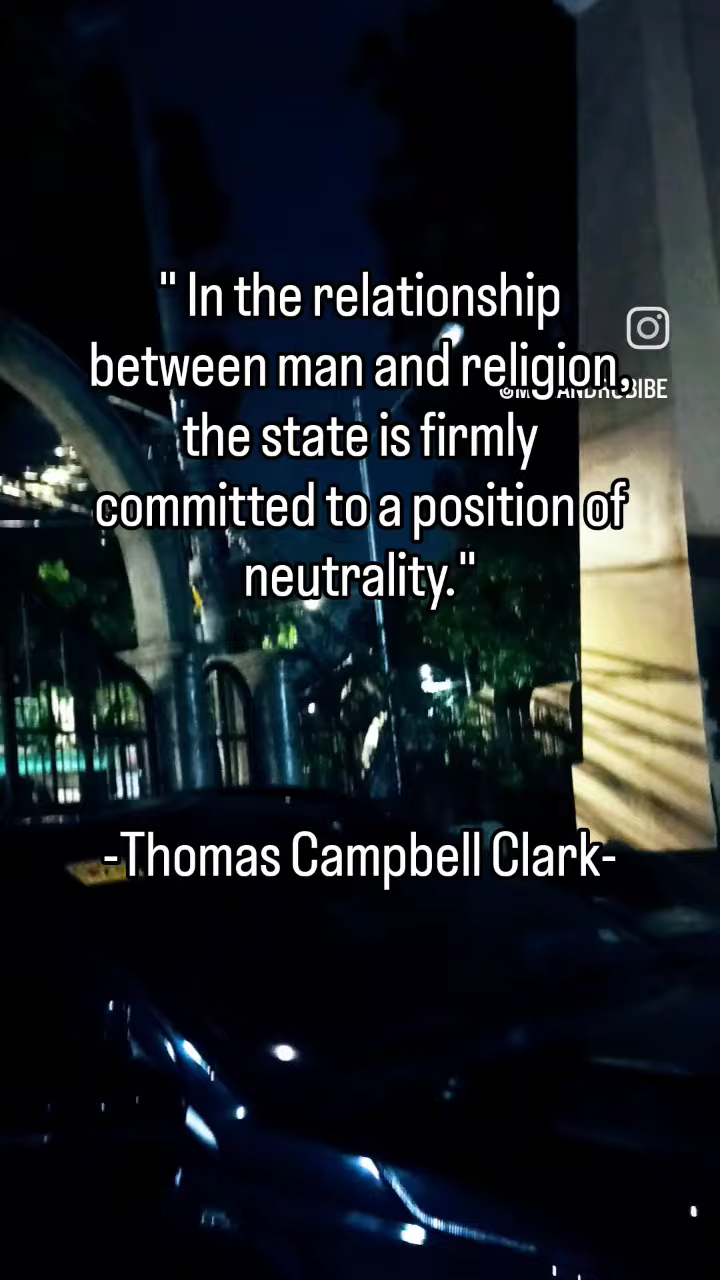 " In the relationship
between man and religion,
the state is firmly
committed to a position of
neutrality."
-Thomas Campbell Clark-